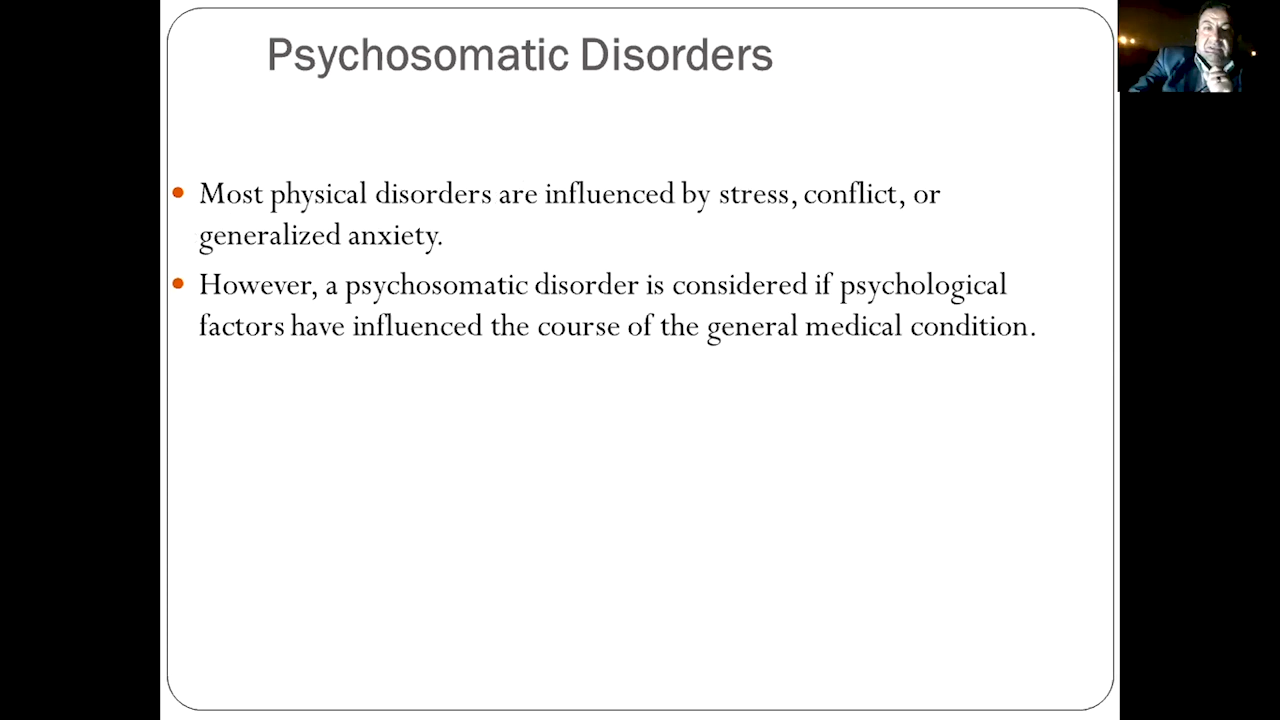 Psychosomatic Disorders
Most physical disorders are influenced by stress, conflict, or
generalized anxiety.
However, a psychosomatic disorder is considered if psychological
factors have influenced the course of the general medical condition.